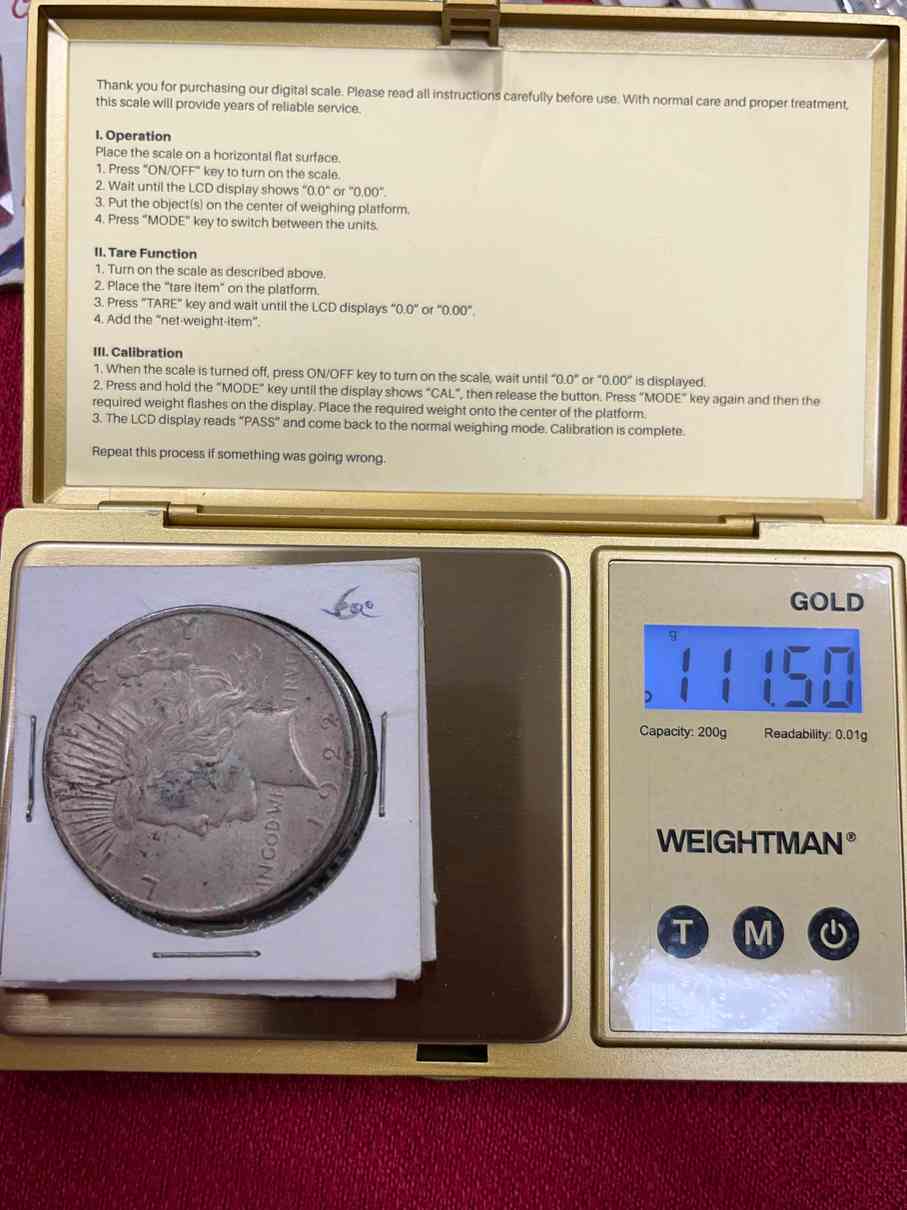 Thank you for purchasing our digital scale. Please read all instructions carefully before use. With normal care and proper treatment,
this scale will provide years of reliable service.
I. Operation
Place the scale on a horizontal flat surface.
1. Press "ON/OFF" key to turn on the scale.
2. Wait until the LCD display shows "0.0" or "0.00".
3. Put the object(s) on the center of weighing platform.
4. Press "MODE" key to switch between the units.
II. Tare Function
1. Turn on the scale as described above.
2. Place the "tare item" on the platform.
3. Press "TARE" key and wait until the LCD displays "0.0" or "0.00".
4. Add the "net-weight-item".
III. Calibration
1. When the scale is turned off, press ON/OFF key to turn on the scale, wait until "0.0" or "0.00" is displayed.
2. Press and hold the "MODE" key until the display shows "CAL", then release the button. Press "MODE" key again and then the
required weight flashes on the display. Place the required weight onto the center of the platform.
3. The LCD display reads "PASS" and come back to the normal weighing mode. Calibration is complete.
Repeat this process if something was going wrong.
GOLD
g
111.50
Capacity: 200g Readability: 0.01g
WEIGHTMAN®
T M
L ERTY
IN GOD WE
1922